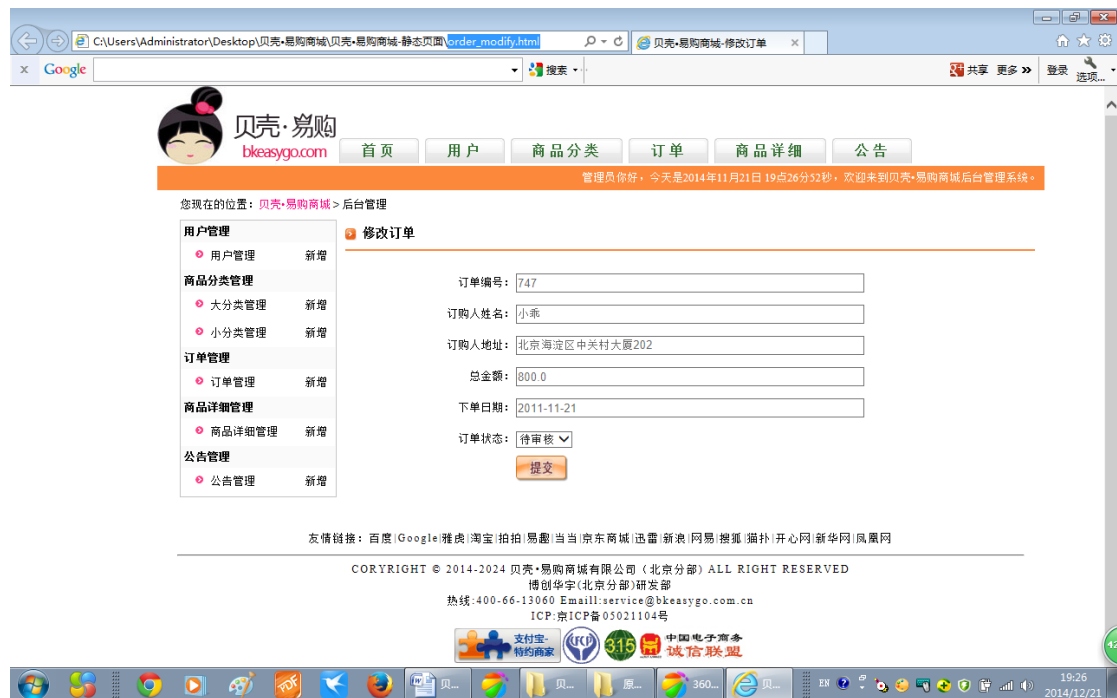 C:\Users\Administrator\Desktop\贝壳•易购商城\贝壳•易购商城-静态页面\order_modify.html
贝壳•易购商城-修改订单
x Google
搜索
共享 更多 »
登录
选项...
贝壳·易购
bkeasygo.com
首页 用户 商品分类 订单 商品详细 公告
管理员你好，今天是2014年11月21日 19点26分52秒，欢迎来到贝壳•易购商城后台管理系统。
您现在的位置：贝壳•易购商城 > 后台管理
用户管理
用户管理 新增
商品分类管理
大分类管理 新增
小分类管理 新增
订单管理
订单管理 新增
商品详细管理
商品详细管理 新增
公告管理
公告管理 新增
修改订单
订单编号：747
订购人姓名：小乖
订购人地址：北京海淀区中关村大厦202
总金额：800.0
下单日期：2011-11-21
订单状态：待审核
提交
友情链接：百度|Google|雅虎|淘宝|拍拍|易趣|当当|京东商城|迅雷|新浪|网易|搜狐|猫扑|开心网|新华网|凤凰网
CORYRIGHT © 2014-2024 贝壳•易购商城有限公司（北京分部）ALL RIGHT RESERVED
博创华宇(北京分部)研发部
热线:400-66-13060 Emaill:service@bkeasygo.com.cn
ICP:京ICP备05021104号
支付宝-
特约商家
315
中国电子商务
诚信联盟
42
PDF
贝...
贝...
原...
360...
贝...
EN
19:26
2014/12/21